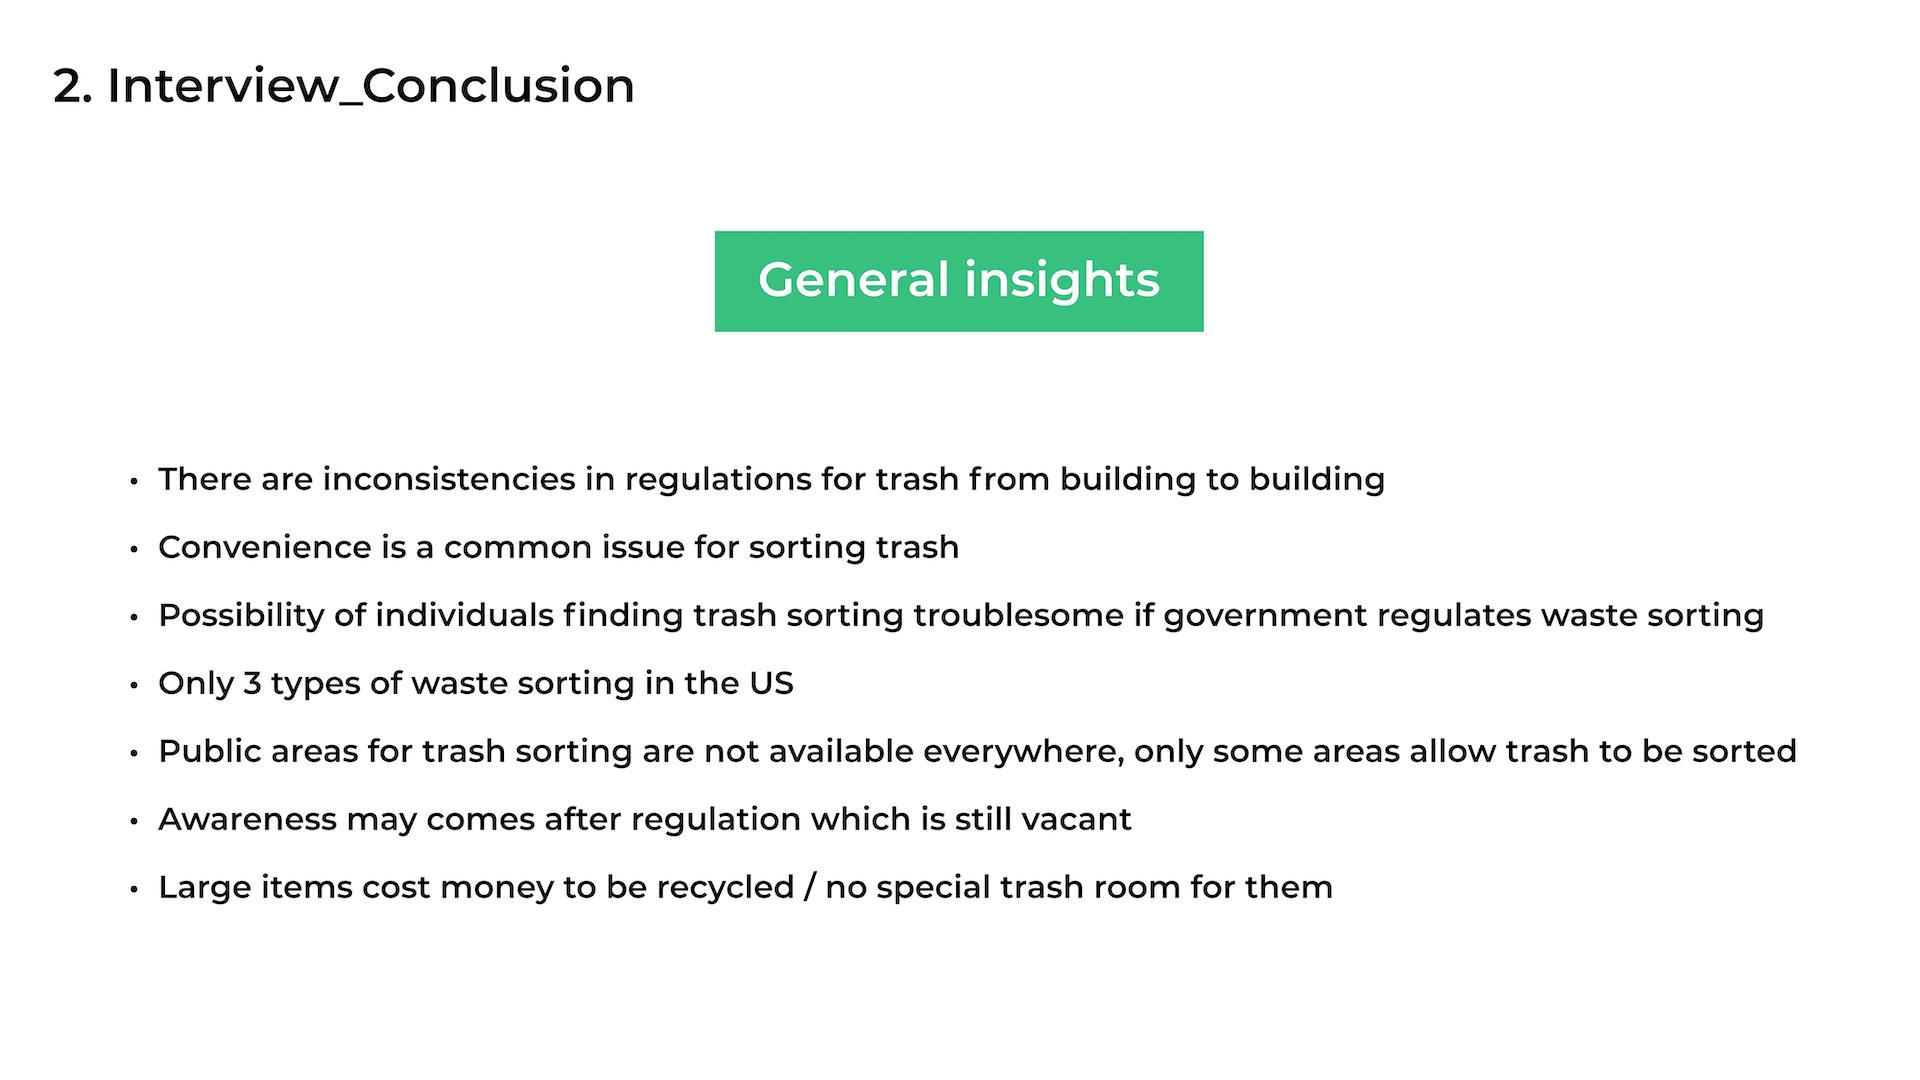 2. Interview_Conclusion
General insights
• There are inconsistencies in regulations for trash from building to building
• Convenience is a common issue for sorting trash
• Possibility of individuals finding trash sorting troublesome if government regulates waste sorting
• Only 3 types of waste sorting in the US
• Public areas for trash sorting are not available everywhere, only some areas allow trash to be sorted
• Awareness may comes after regulation which is still vacant
• Large items cost money to be recycled / no special trash room for them